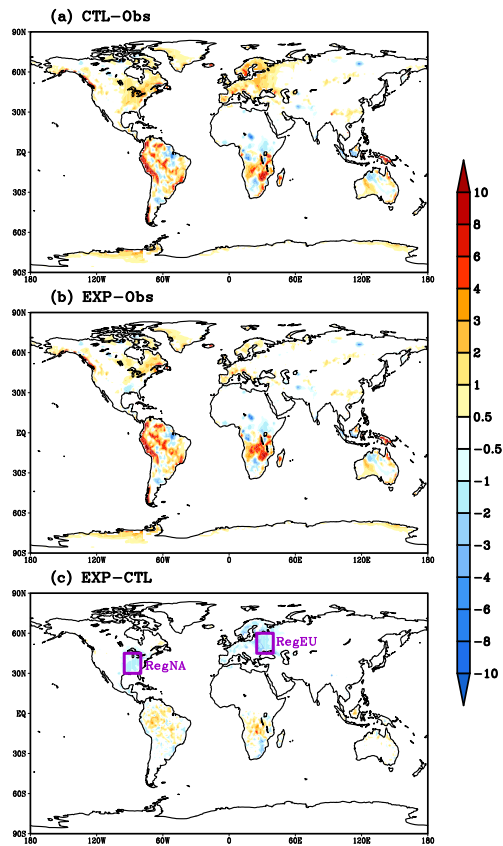 (a) CTL-Obs
90N
60N
30N
EQ
30S
60S
90S
180 120W 60W 0 60E 120E 180
(b) EXP-Obs
90N
60N
30N
EQ
30S
60S
90S
180 120W 60W 0 60E 120E 180
(c) EXP-CTL
90N
60N
30N
EQ
30S
60S
90S
180 120W 60W 0 60E 120E 180
RegNA
RegEU
10
8
6
4
3
2
1
0.5
-0.5
-1
-2
-3
-4
-6
-8
-10